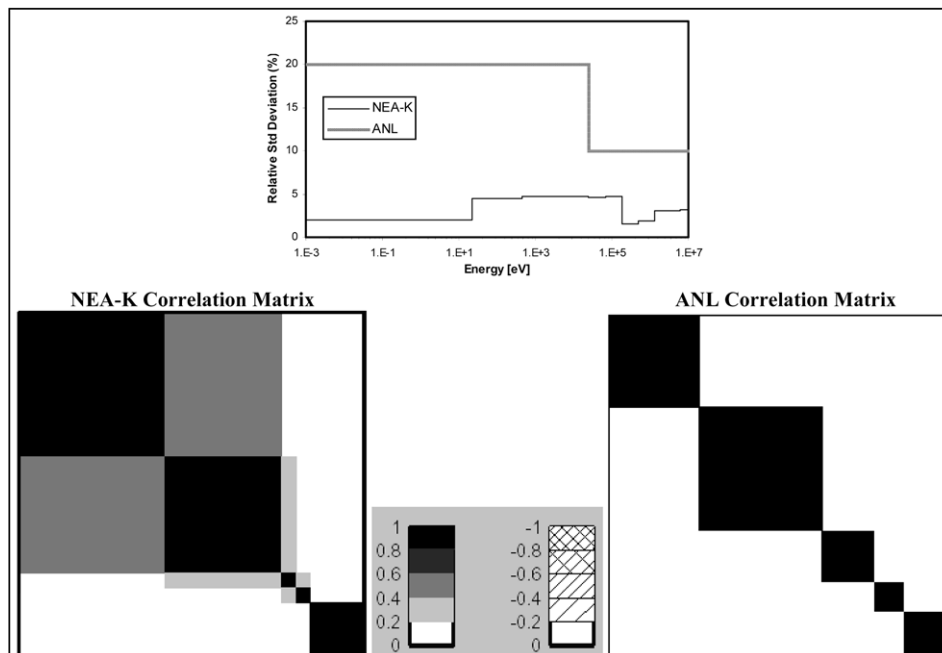 25
20
15
10
5
0
Relative Std Deviation (%)
NEA-K
ANL
1.E-3 1.E-1 1.E+1 1.E+3 1.E+5 1.E+7
Energy [eV]
NEA-K Correlation Matrix
ANL Correlation Matrix
1 -1
0.8 -0.8
0.6 -0.6
0.4 -0.4
0.2 -0.2
0 0